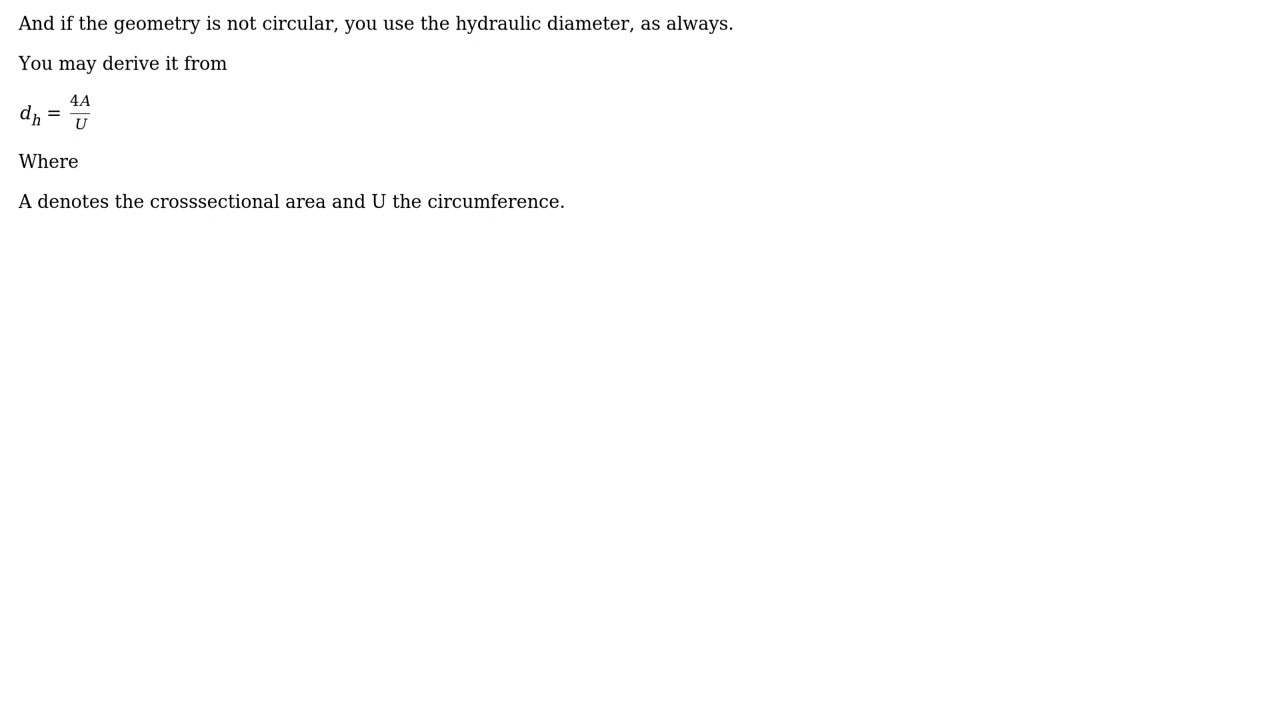 And if the geometry is not circular, you use the hydraulic diameter, as always.
You may derive it from
d_h = \frac{4A}{U}
Where
A denotes the crosssectional area and U the circumference.